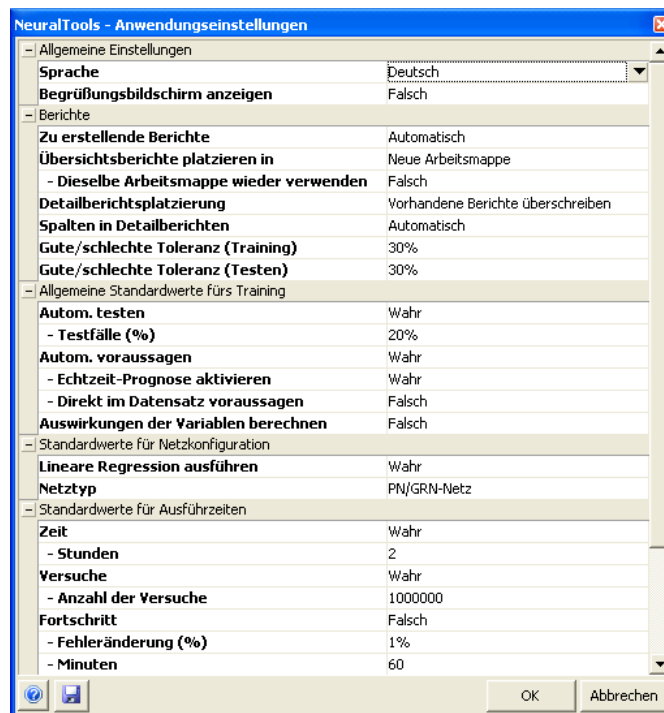 NeuralTools - Anwendungseinstellungen
Allgemeine Einstellungen
Sprache Deutsch
Begrüßungsbildschirm anzeigen Falsch
Berichte
Zu erstellende Berichte Automatisch
Übersichtsberichte platzieren in Neue Arbeitsmappe
- Dieselbe Arbeitsmappe wieder verwenden Falsch
Detailberichtsplatzierung Vorhandene Berichte überschreiben
Spalten in Detailberichten Automatisch
Gute/schlechte Toleranz (Training) 30%
Gute/schlechte Toleranz (Testen) 30%
Allgemeine Standardwerte fürs Training
Autom. testen Wahr
- Testfälle (%) 20%
Autom. voraussagen Wahr
- Echtzeit-Prognose aktivieren Wahr
- Direkt im Datensatz voraussagen Falsch
Auswirkungen der Variablen berechnen Falsch
Standardwerte für Netzkonfiguration
Lineare Regression ausführen Wahr
Netztyp PN/GRN-Netz
Standardwerte für Ausführzeiten
Zeit Wahr
- Stunden 2
Versuche Wahr
- Anzahl der Versuche 1000000
Fortschritt Falsch
- Fehleränderung (%) 1%
- Minuten 60
OK Abbrechen